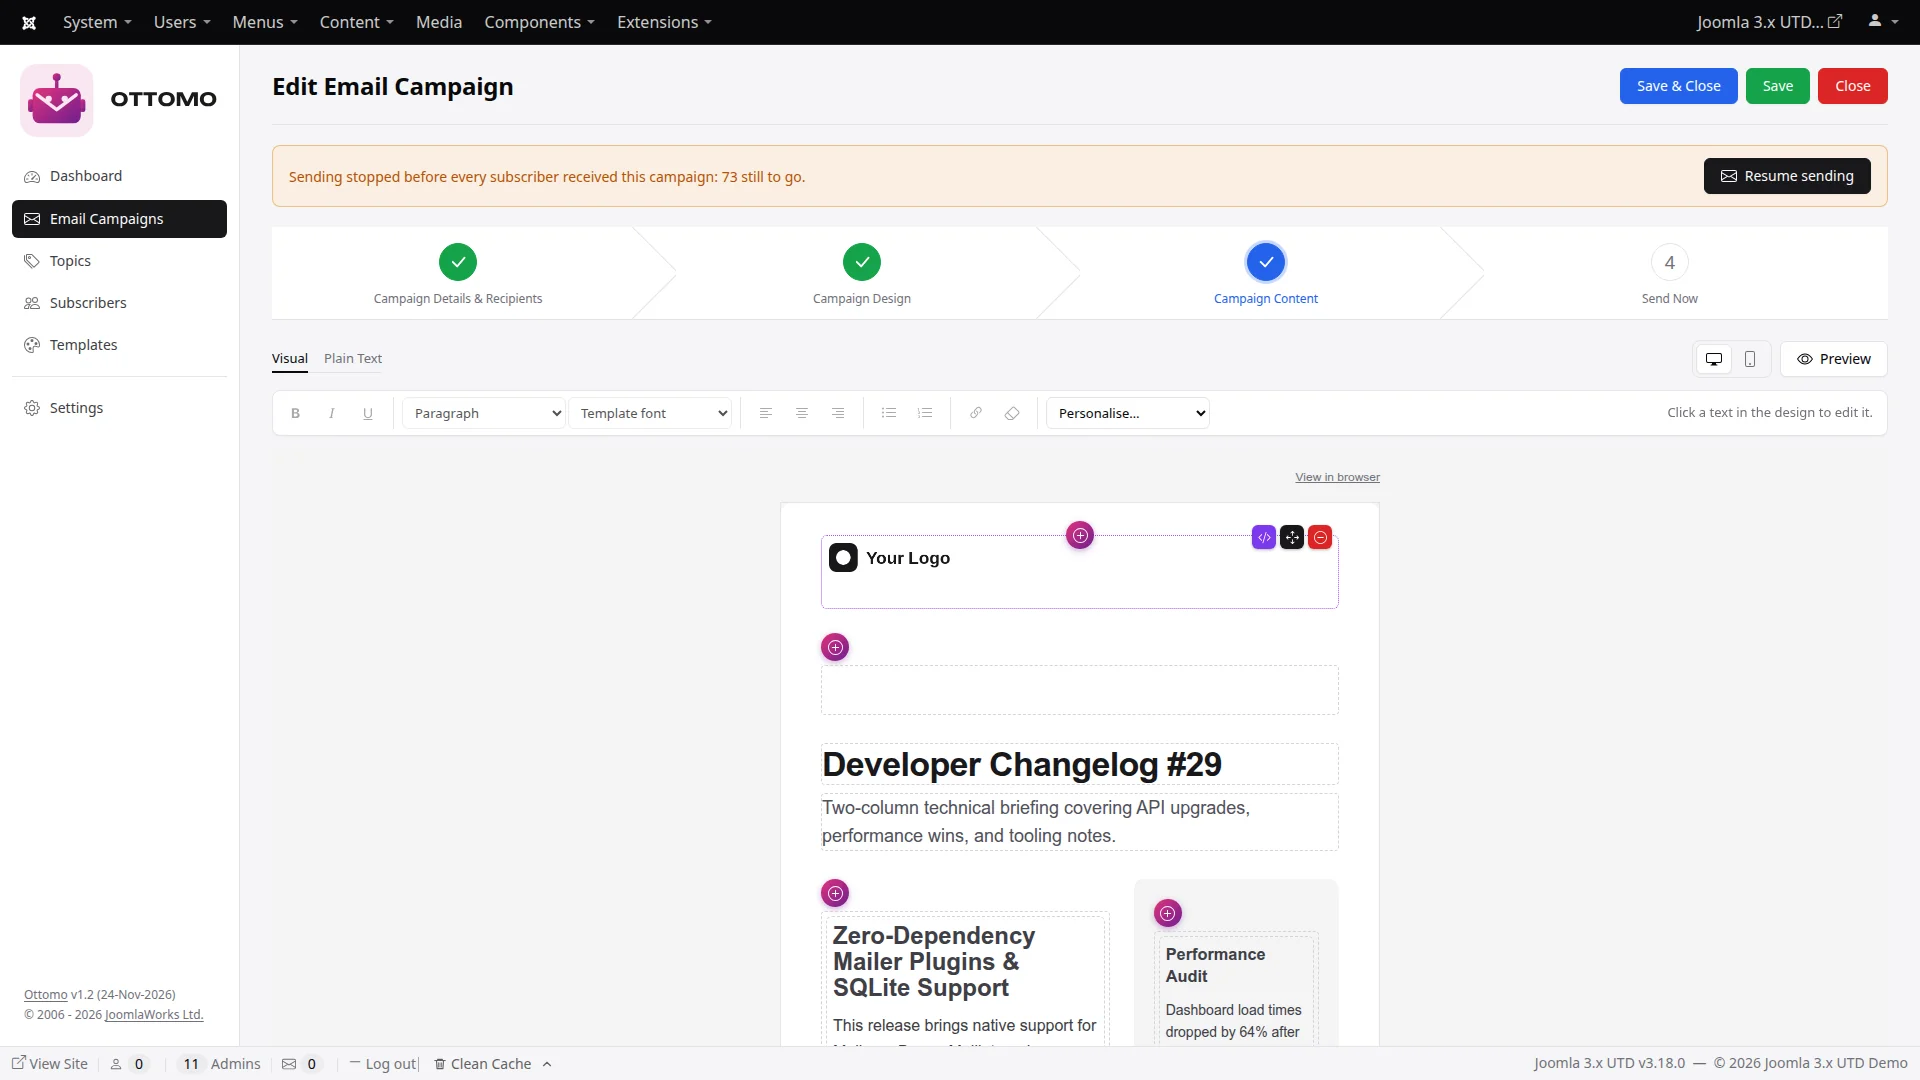 System Users Menus Content Media Components Extensions Joomla 3.x UTD...
OTTOMO
Dashboard
Email Campaigns
Topics
Subscribers
Templates
Settings
Edit Email Campaign
Save & Close Save Close
Sending stopped before every subscriber received this campaign: 73 still to go.
Resume sending
Campaign Details & Recipients
Campaign Design
Campaign Content
4
Send Now
Visual Plain Text
Preview
B I U Paragraph Template font Personalise... Click a text in the design to edit it.
View in browser
Your Logo
Developer Changelog #29
Two-column technical briefing covering API upgrades,
performance wins, and tooling notes.
Zero-Dependency
Mailer Plugins &
SQLite Support
This release brings native support for
Performance
Audit
Dashboard load times
dropped by 64% after
Ottomo v1.2 (24-Nov-2026)
© 2006 - 2026 JoomlaWorks Ltd.
View Site 0 11 Admins 0 Log out Clean Cache
Joomla 3.x UTD v3.18.0 — © 2026 Joomla 3.x UTD Demo